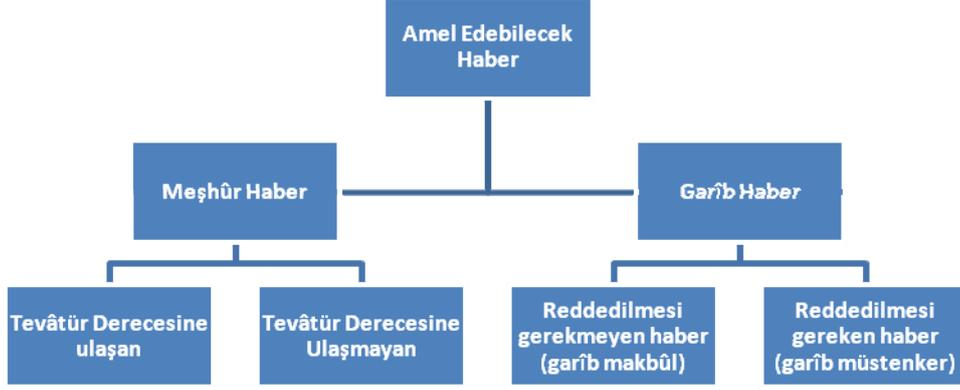 Amel Edebilecek
Haber
Meşhûr Haber
Garîb Haber
Tevâtür Derecesine
ulaşan
Tevâtür Derecesine
Ulaşmayan
Reddedilmesi
gerekmeyen haber
(garîb makbûl)
Reddedilmesi
gereken haber
(garîb müstenker)